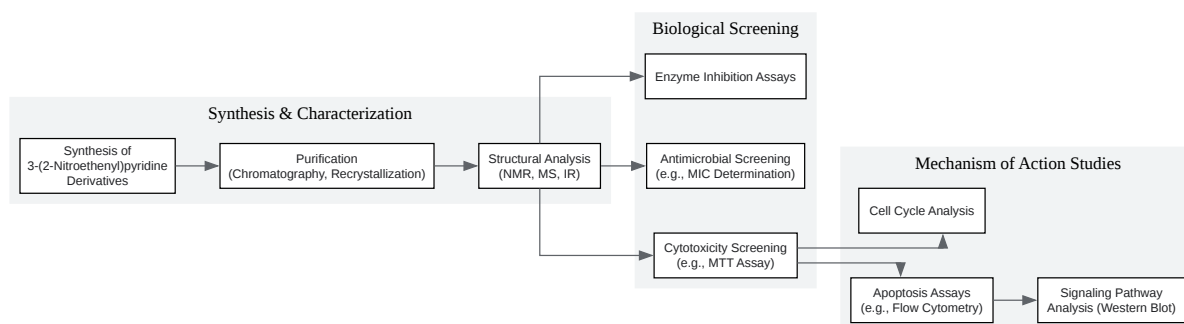 Synthesis & Characterization
Synthesis of
3-(2-Nitroethenyl)pyridine
Derivatives
Purification
(Chromatography, Recrystallization)
Structural Analysis
(NMR, MS, IR)
Biological Screening
Enzyme Inhibition Assays
Antimicrobial Screening
(e.g., MIC Determination)
Cytotoxicity Screening
(e.g., MTT Assay)
Mechanism of Action Studies
Cell Cycle Analysis
Apoptosis Assays
(e.g., Flow Cytometry)
Signaling Pathway
Analysis (Western Blot)